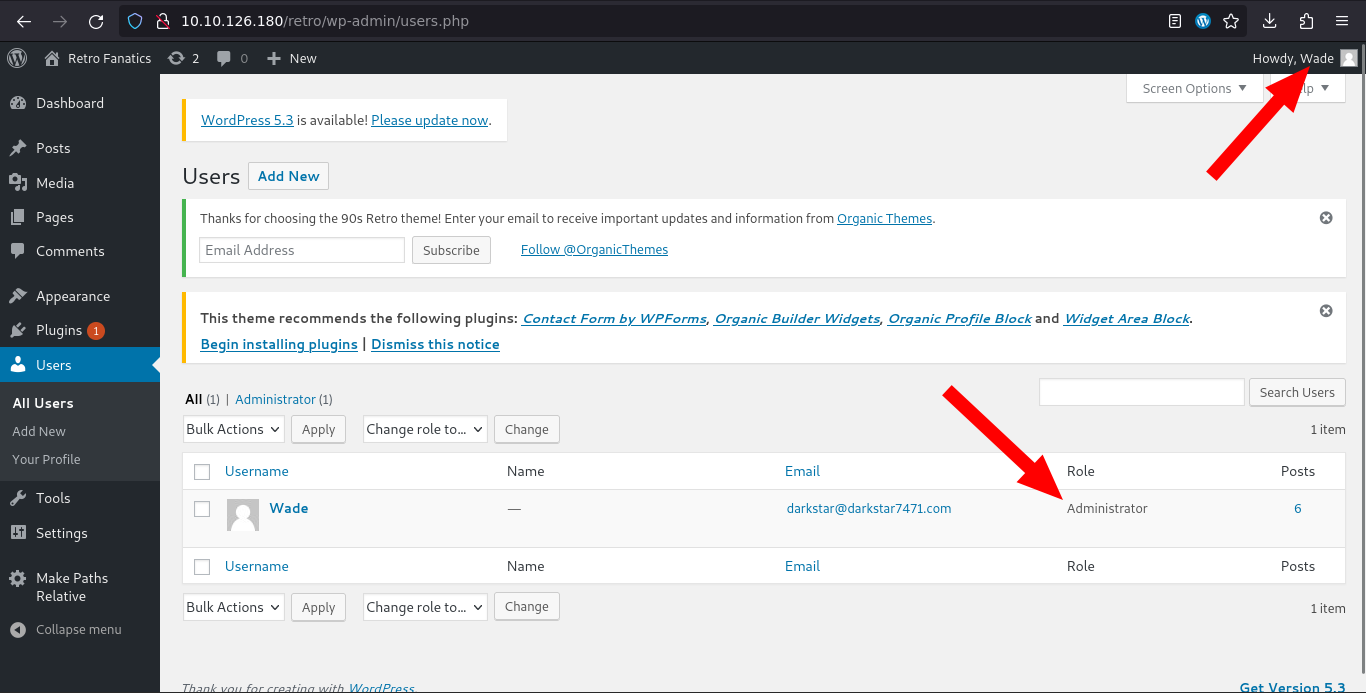 10.10.126.180/retro/wp-admin/users.php
Retro Fanatics 2 0 New Howdy, Wade
Dashboard
Posts
Media
Pages
Comments
Appearance
Plugins 1
Users
All Users
Add New
Your Profile
Tools
Settings
Make Paths
Relative
Collapse menu
Screen Options
WordPress 5.3 is available! Please update now.
Users Add New
Thanks for choosing the 90s Retro theme! Enter your email to receive important updates and information from Organic Themes.
Email Address Subscribe Follow @OrganicThemes
This theme recommends the following plugins: Contact Form by WPForms, Organic Builder Widgets, Organic Profile Block and Widget Area Block.
Begin installing plugins | Dismiss this notice
All (1) | Administrator (1)
Search Users
Bulk Actions Apply Change role to... Change 1 item
Username Name Email Role Posts
Wade — darkstar@darkstar7471.com Administrator 6
Username Name Email Role Posts
Bulk Actions Apply Change role to... Change 1 item
Thank you for creating with WordPress. Get Version 5.3